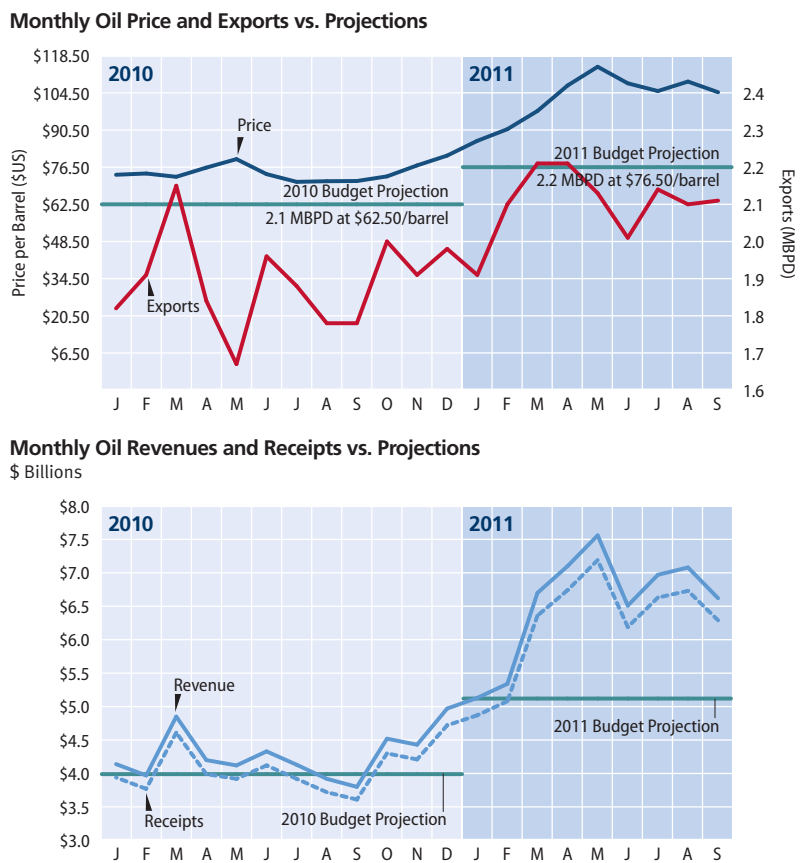 Monthly Oil Price and Exports vs. Projections
$118.50
$104.50
$90.50
$76.50
$62.50
$48.50
$34.50
$20.50
$6.50
Price per Barrel ($US)
2010
2011
Price
2010 Budget Projection
2.1 MBPD at $62.50/barrel
2011 Budget Projection
2.2 MBPD at $76.50/barrel
Exports
2.4
2.3
2.2
2.1
2.0
1.9
1.8
1.7
1.6
Exports (MBPD)
J F M A M J J A S O N D J F M A M J J A S
Monthly Oil Revenues and Receipts vs. Projections
$ Billions
$8.0
$7.5
$7.0
$6.5
$6.0
$5.5
$5.0
$4.5
$4.0
$3.5
$3.0
2010
2011
Revenue
2011 Budget Projection
Receipts
2010 Budget Projection
J F M A M J J A S O N D J F M A M J J A S